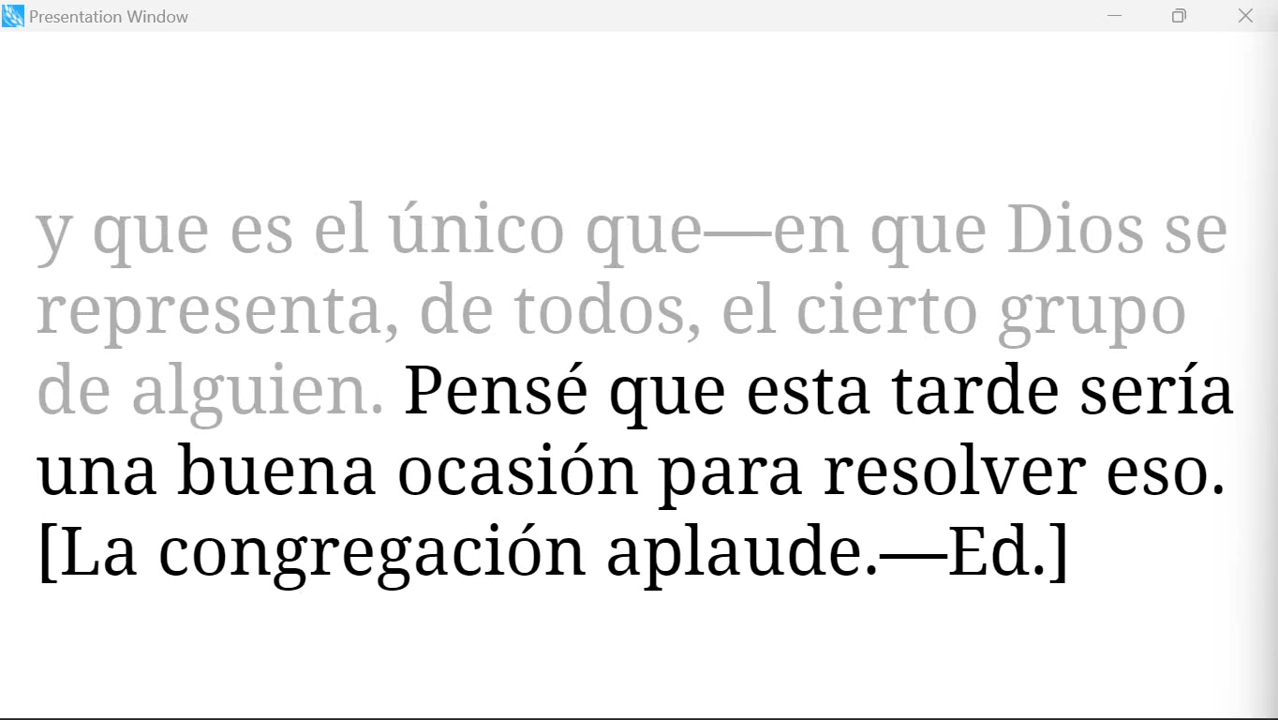 Presentation Window
y que es el único que—en que Dios se
representa, de todos, el cierto grupo
de alguien. Pensé que esta tarde sería
una buena ocasión para resolver eso.
[La congregación aplaude.—Ed.]